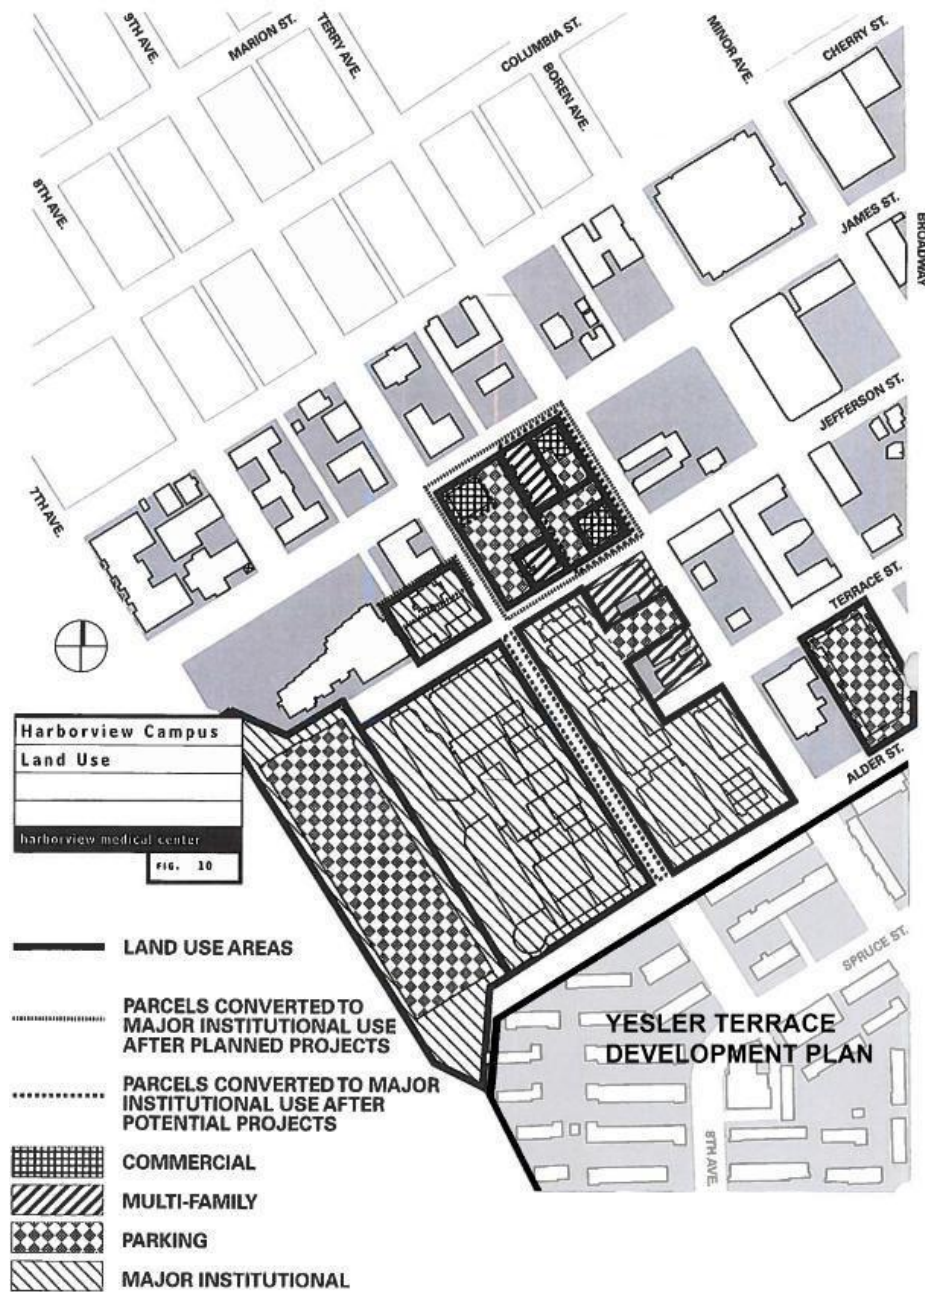 9TH AVE.
MARION ST.
TERRY AVE.
COLUMBIA ST.
BOREN AVE.
MINOR AVE.
CHERRY ST.
8TH AVE.
JAMES ST.
BROADWAY
JEFFERSON ST.
7TH AVE.
TERRACE ST.
ALDER ST.
Harborview Campus
Land Use
harborview medical center
FIG. 10
SPRUCE ST.
YESLER TERRACE
DEVELOPMENT PLAN
8TH AVE.
LAND USE AREAS
PARCELS CONVERTED TO
MAJOR INSTITUTIONAL USE
AFTER PLANNED PROJECTS
PARCELS CONVERTED TO MAJOR
INSTITUTIONAL USE AFTER
POTENTIAL PROJECTS
COMMERCIAL
MULTI-FAMILY
PARKING
MAJOR INSTITUTIONAL